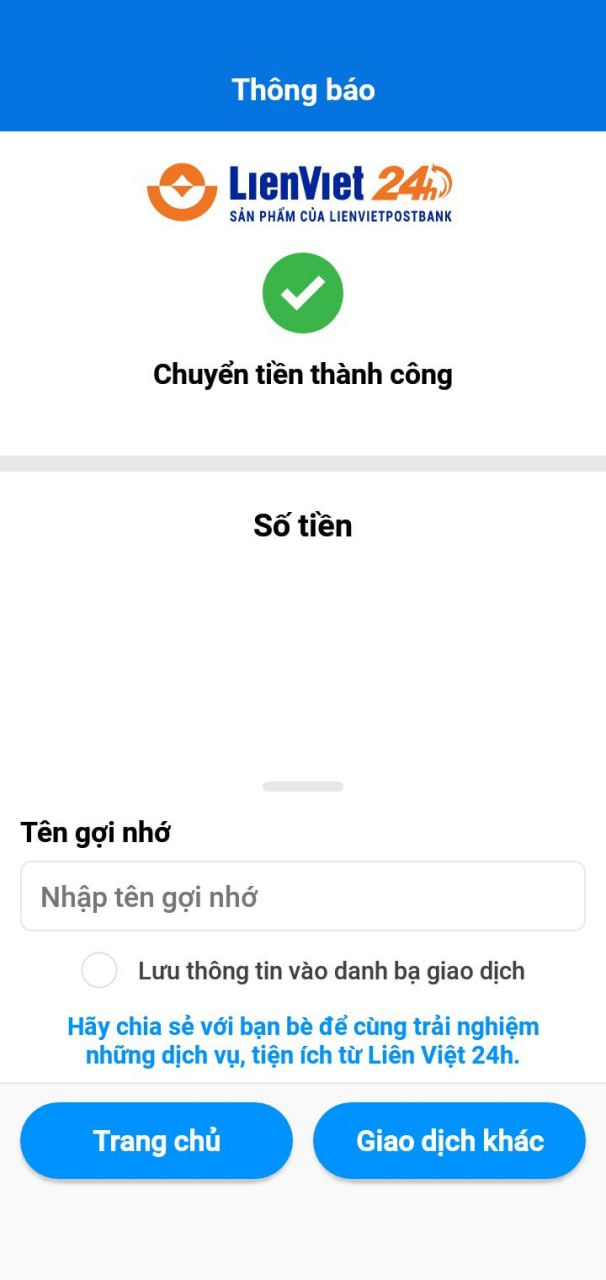 Thông báo
LienViet 24h
SẢN PHẨM CỦA LIENVIETPOSTBANK
Chuyển tiền thành công
Số tiền
Tên gợi nhớ
Nhập tên gợi nhớ
Lưu thông tin vào danh bạ giao dịch
Hãy chia sẻ với bạn bè để cùng trải nghiệm
những dịch vụ, tiện ích từ Liên Việt 24h.
Trang chủ
Giao dịch khác